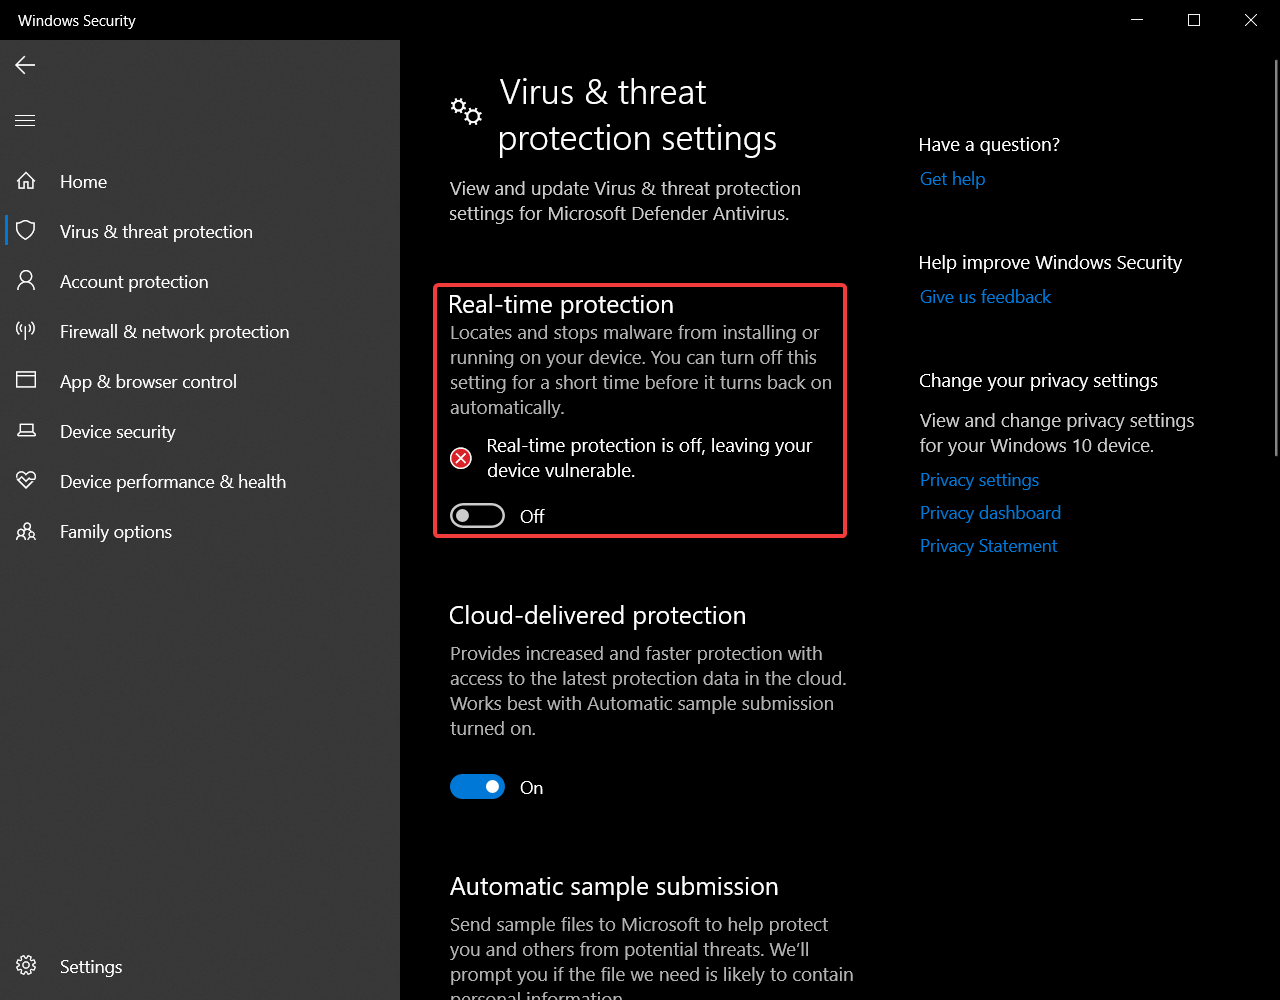 Windows Security
Home
Virus & threat protection
Account protection
Firewall & network protection
App & browser control
Device security
Device performance & health
Family options
Settings
Virus & threat
protection settings
View and update Virus & threat protection
settings for Microsoft Defender Antivirus.
Real-time protection
Locates and stops malware from installing or
running on your device. You can turn off this
setting for a short time before it turns back on
automatically.
Real-time protection is off, leaving your
device vulnerable.
Off
Cloud-delivered protection
Provides increased and faster protection with
access to the latest protection data in the cloud.
Works best with Automatic sample submission
turned on.
On
Automatic sample submission
Send sample files to Microsoft to help protect
you and others from potential threats. We’ll
prompt you if the file we need is likely to contain
personal information.
Have a question?
Get help
Help improve Windows Security
Give us feedback
Change your privacy settings
View and change privacy settings
for your Windows 10 device.
Privacy settings
Privacy dashboard
Privacy Statement